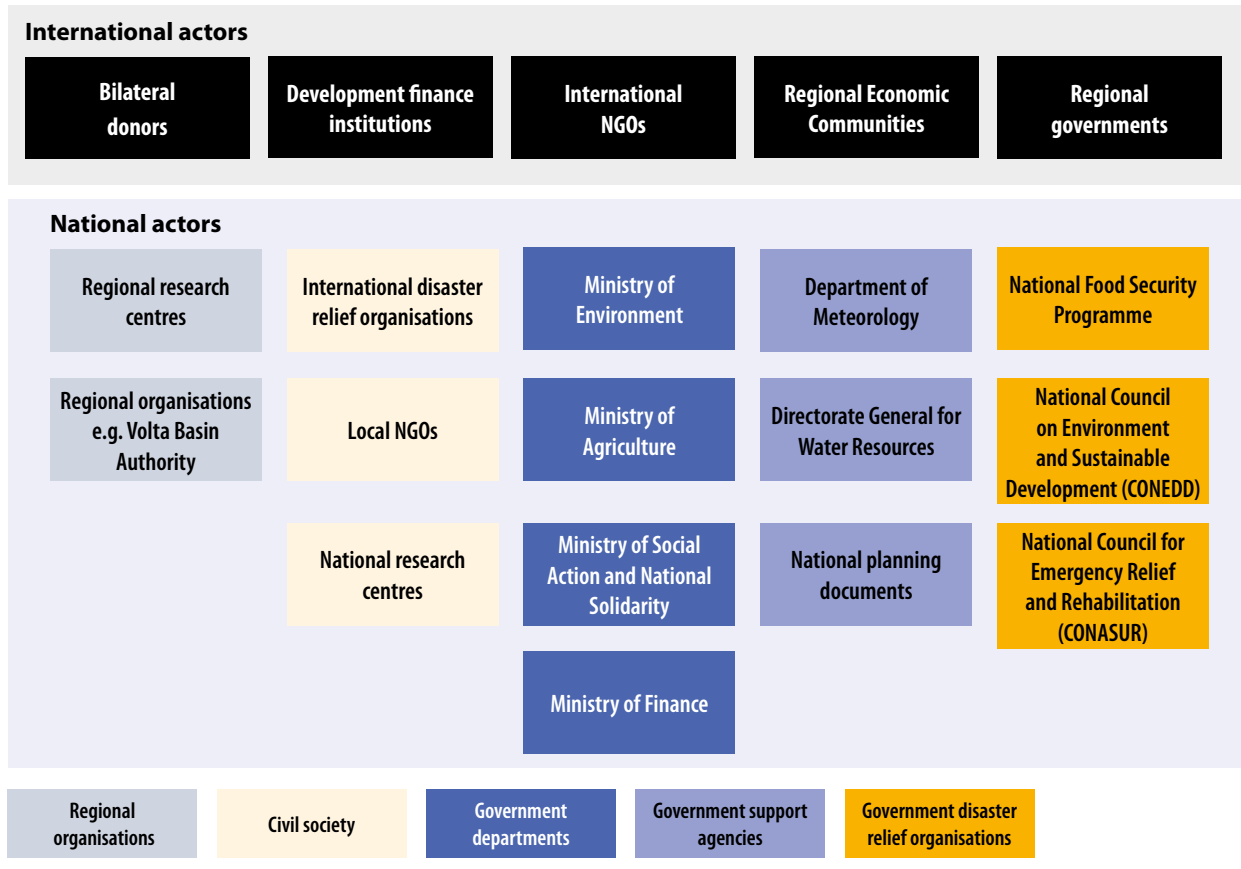 International actors
Bilateral
donors
Development finance
institutions
International
NGOs
Regional Economic
Communities
Regional
governments
National actors
Regional research
centres
International disaster
relief organisations
Ministry of
Environment
Department of
Meteorology
National Food Security
Programme
Regional organisations
e.g. Volta Basin
Authority
Local NGOs
Ministry of
Agriculture
Directorate General for
Water Resources
National Council
on Environment
and Sustainable
Development (CONEDD)
National research
centres
Ministry of Social
Action and National
Solidarity
National planning
documents
National Council for
Emergency Relief
and Rehabilitation
(CONASUR)
Ministry of Finance
Regional
organisations
Civil society
Government
departments
Government support
agencies
Government disaster
relief organisations